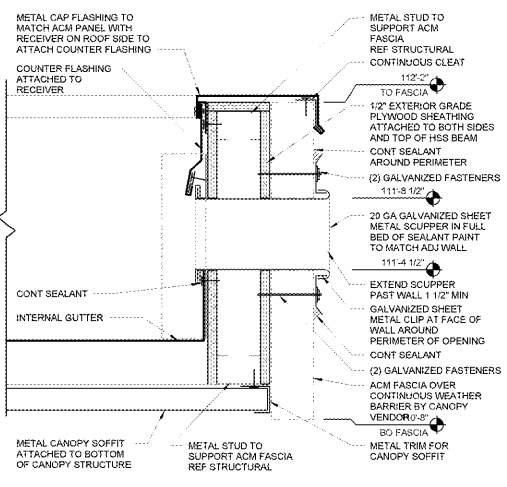 METAL CAP FLASHING TO
MATCH ACM PANEL WITH
RECEIVER ON ROOF SIDE TO
ATTACH COUNTER FLASHING
COUNTER FLASHING
ATTACHED TO
RECEIVER
CONT SEALANT
INTERNAL GUTTER
METAL CANOPY SOFFIT
ATTACHED TO BOTTOM
OF CANOPY STRUCTURE
METAL STUD TO
SUPPORT ACM FASCIA
REF STRUCTURAL
METAL STUD TO
SUPPORT ACM
FASCIA
REF STRUCTURAL
CONTINUOUS CLEAT
112'-2"
TO FASCIA
1/2" EXTERIOR GRADE
PLYWOOD SHEATHING
ATTACHED TO BOTH SIDES
AND TOP OF HSS BEAM
CONT SEALANT
AROUND PERIMETER
(2) GALVANIZED FASTENERS
111'-8 1/2"
20 GA GALVANIZED SHEET
METAL SCUPPER IN FULL
BED OF SEALANT PAINT
TO MATCH ADJ WALL
111'-4 1/2"
EXTEND SCUPPER
PAST WALL 1 1/2" MIN
GALVANIZED SHEET
METAL CLIP AT FACE OF
WALL AROUND
PERIMETER OF OPENING
CONT SEALANT
(2) GALVANIZED FASTENERS
ACM FASCIA OVER
CONTINUOUS WEATHER
BARRIER BY CANOPY
VENDOR
0'-8"
BO FASCIA
METAL TRIM FOR
CANOPY SOFFIT